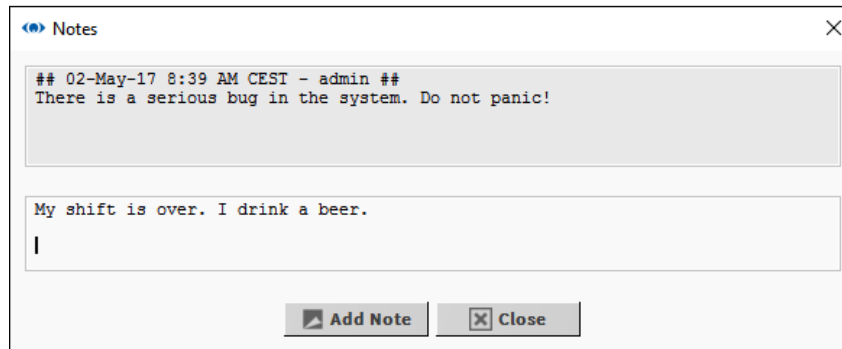 Notes
## 02-May-17 8:39 AM CEST - admin ##
There is a serious bug in the system. Do not panic!
My shift is over. I drink a beer.
Add Note Close